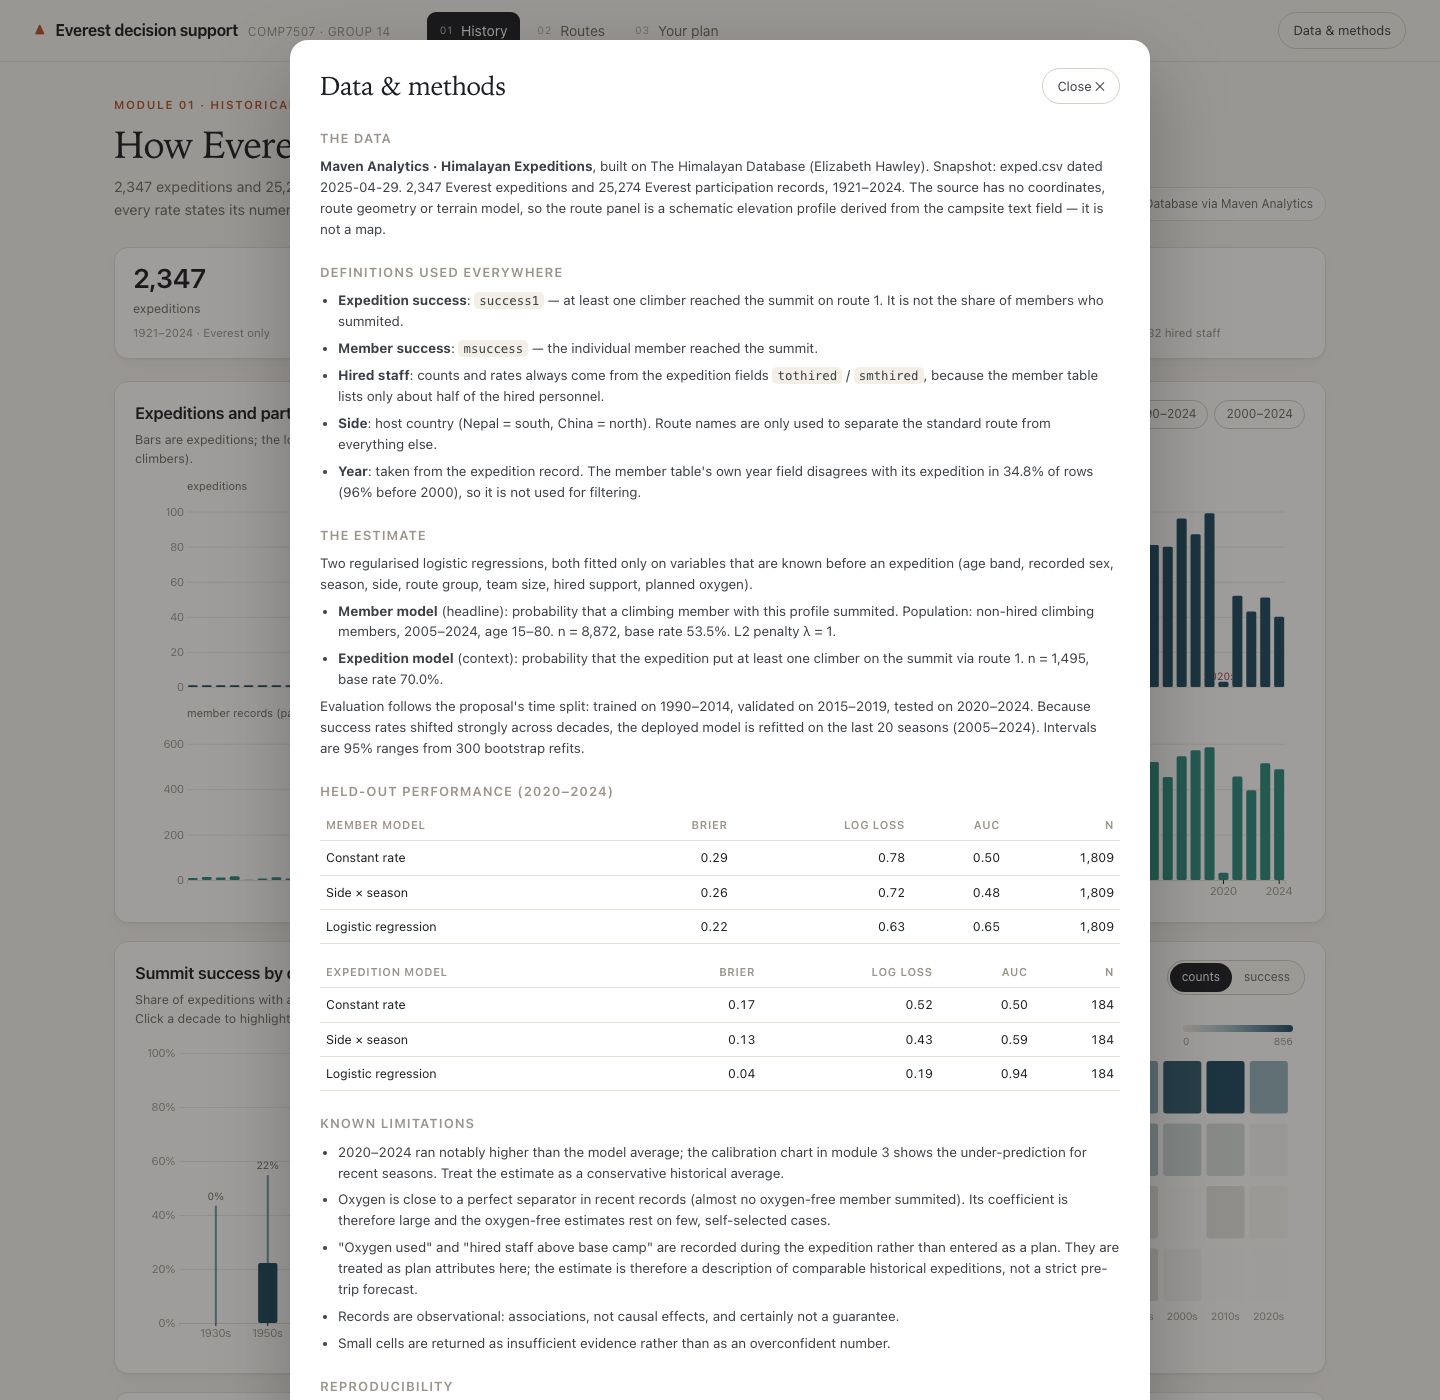 ▲ Everest decision support COMP7507 · GROUP 14 01 History 02 Routes 03 Your plan Data & methods
Data & methods
Close ×
MODULE 01 · HISTORICA
How Evere
2,347 expeditions and 25,2
every rate states its numer
Database via Maven Analytics
2,347
expeditions
1921–2024 · Everest only
32 hired staff
Expeditions and part
Bars are expeditions; the lo
climbers).
90–2024 2000–2024
expeditions
100
80
60
40
20
0
member records (pa
600
400
200
0
2020 2024
Summit success by
Share of expeditions with a
Click a decade to highlight
counts success
0 856
100%
80%
60%
40%
20%
0%
0%
22%
1930s 1950s
2000s 2010s 2020s
THE DATA
Maven Analytics · Himalayan Expeditions, built on The Himalayan Database (Elizabeth Hawley). Snapshot: exped.csv dated
2025-04-29. 2,347 Everest expeditions and 25,274 Everest participation records, 1921–2024. The source has no coordinates,
route geometry or terrain model, so the route panel is a schematic elevation profile derived from the campsite text field — it is
not a map.
DEFINITIONS USED EVERYWHERE
• Expedition success: success1 — at least one climber reached the summit on route 1. It is not the share of members who
summited.
• Member success: msuccess — the individual member reached the summit.
• Hired staff: counts and rates always come from the expedition fields tothired / smthired, because the member table
lists only about half of the hired personnel.
• Side: host country (Nepal = south, China = north). Route names are only used to separate the standard route from
everything else.
• Year: taken from the expedition record. The member table's own year field disagrees with its expedition in 34.8% of rows
(96% before 2000), so it is not used for filtering.
THE ESTIMATE
Two regularised logistic regressions, both fitted only on variables that are known before an expedition (age band, recorded sex,
season, side, route group, team size, hired support, planned oxygen).
• Member model (headline): probability that a climbing member with this profile summited. Population: non-hired climbing
members, 2005–2024, age 15–80. n = 8,872, base rate 53.5%. L2 penalty λ = 1.
• Expedition model (context): probability that the expedition put at least one climber on the summit via route 1. n = 1,495,
base rate 70.0%.
Evaluation follows the proposal's time split: trained on 1990–2014, validated on 2015–2019, tested on 2020–2024. Because
success rates shifted strongly across decades, the deployed model is refitted on the last 20 seasons (2005–2024). Intervals
are 95% ranges from 300 bootstrap refits.
HELD-OUT PERFORMANCE (2020–2024)
MEMBER MODEL BRIER LOG LOSS AUC N
Constant rate 0.29 0.78 0.50 1,809
Side × season 0.26 0.72 0.48 1,809
Logistic regression 0.22 0.63 0.65 1,809
EXPEDITION MODEL BRIER LOG LOSS AUC N
Constant rate 0.17 0.52 0.50 184
Side × season 0.13 0.43 0.59 184
Logistic regression 0.04 0.19 0.94 184
KNOWN LIMITATIONS
• 2020–2024 ran notably higher than the model average; the calibration chart in module 3 shows the under-prediction for
recent seasons. Treat the estimate as a conservative historical average.
• Oxygen is close to a perfect separator in recent records (almost no oxygen-free member summited). Its coefficient is
therefore large and the oxygen-free estimates rest on few, self-selected cases.
• "Oxygen used" and "hired staff above base camp" are recorded during the expedition rather than entered as a plan. They are
treated as plan attributes here; the estimate is therefore a description of comparable historical expeditions, not a strict pre-
trip forecast.
• Records are observational: associations, not causal effects, and certainly not a guarantee.
• Small cells are returned as insufficient evidence rather than as an overconfident number.
REPRODUCIBILITY